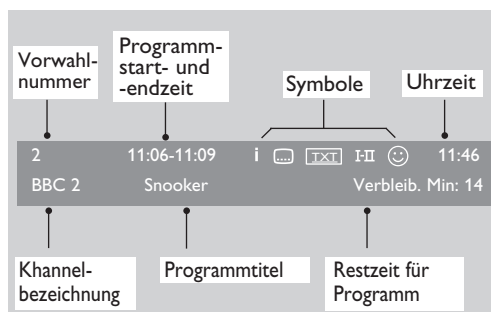 Vorwahl-
nummer
Programm-
start- und
-endzeit
Symbole
Uhrzeit
2 11:06-11:09 i .... TXT I-II 11:46
BBC 2 Snooker Verbleib. Min: 14
Khannel-
bezeichnung
Programmtitel
Restzeit für
Programm